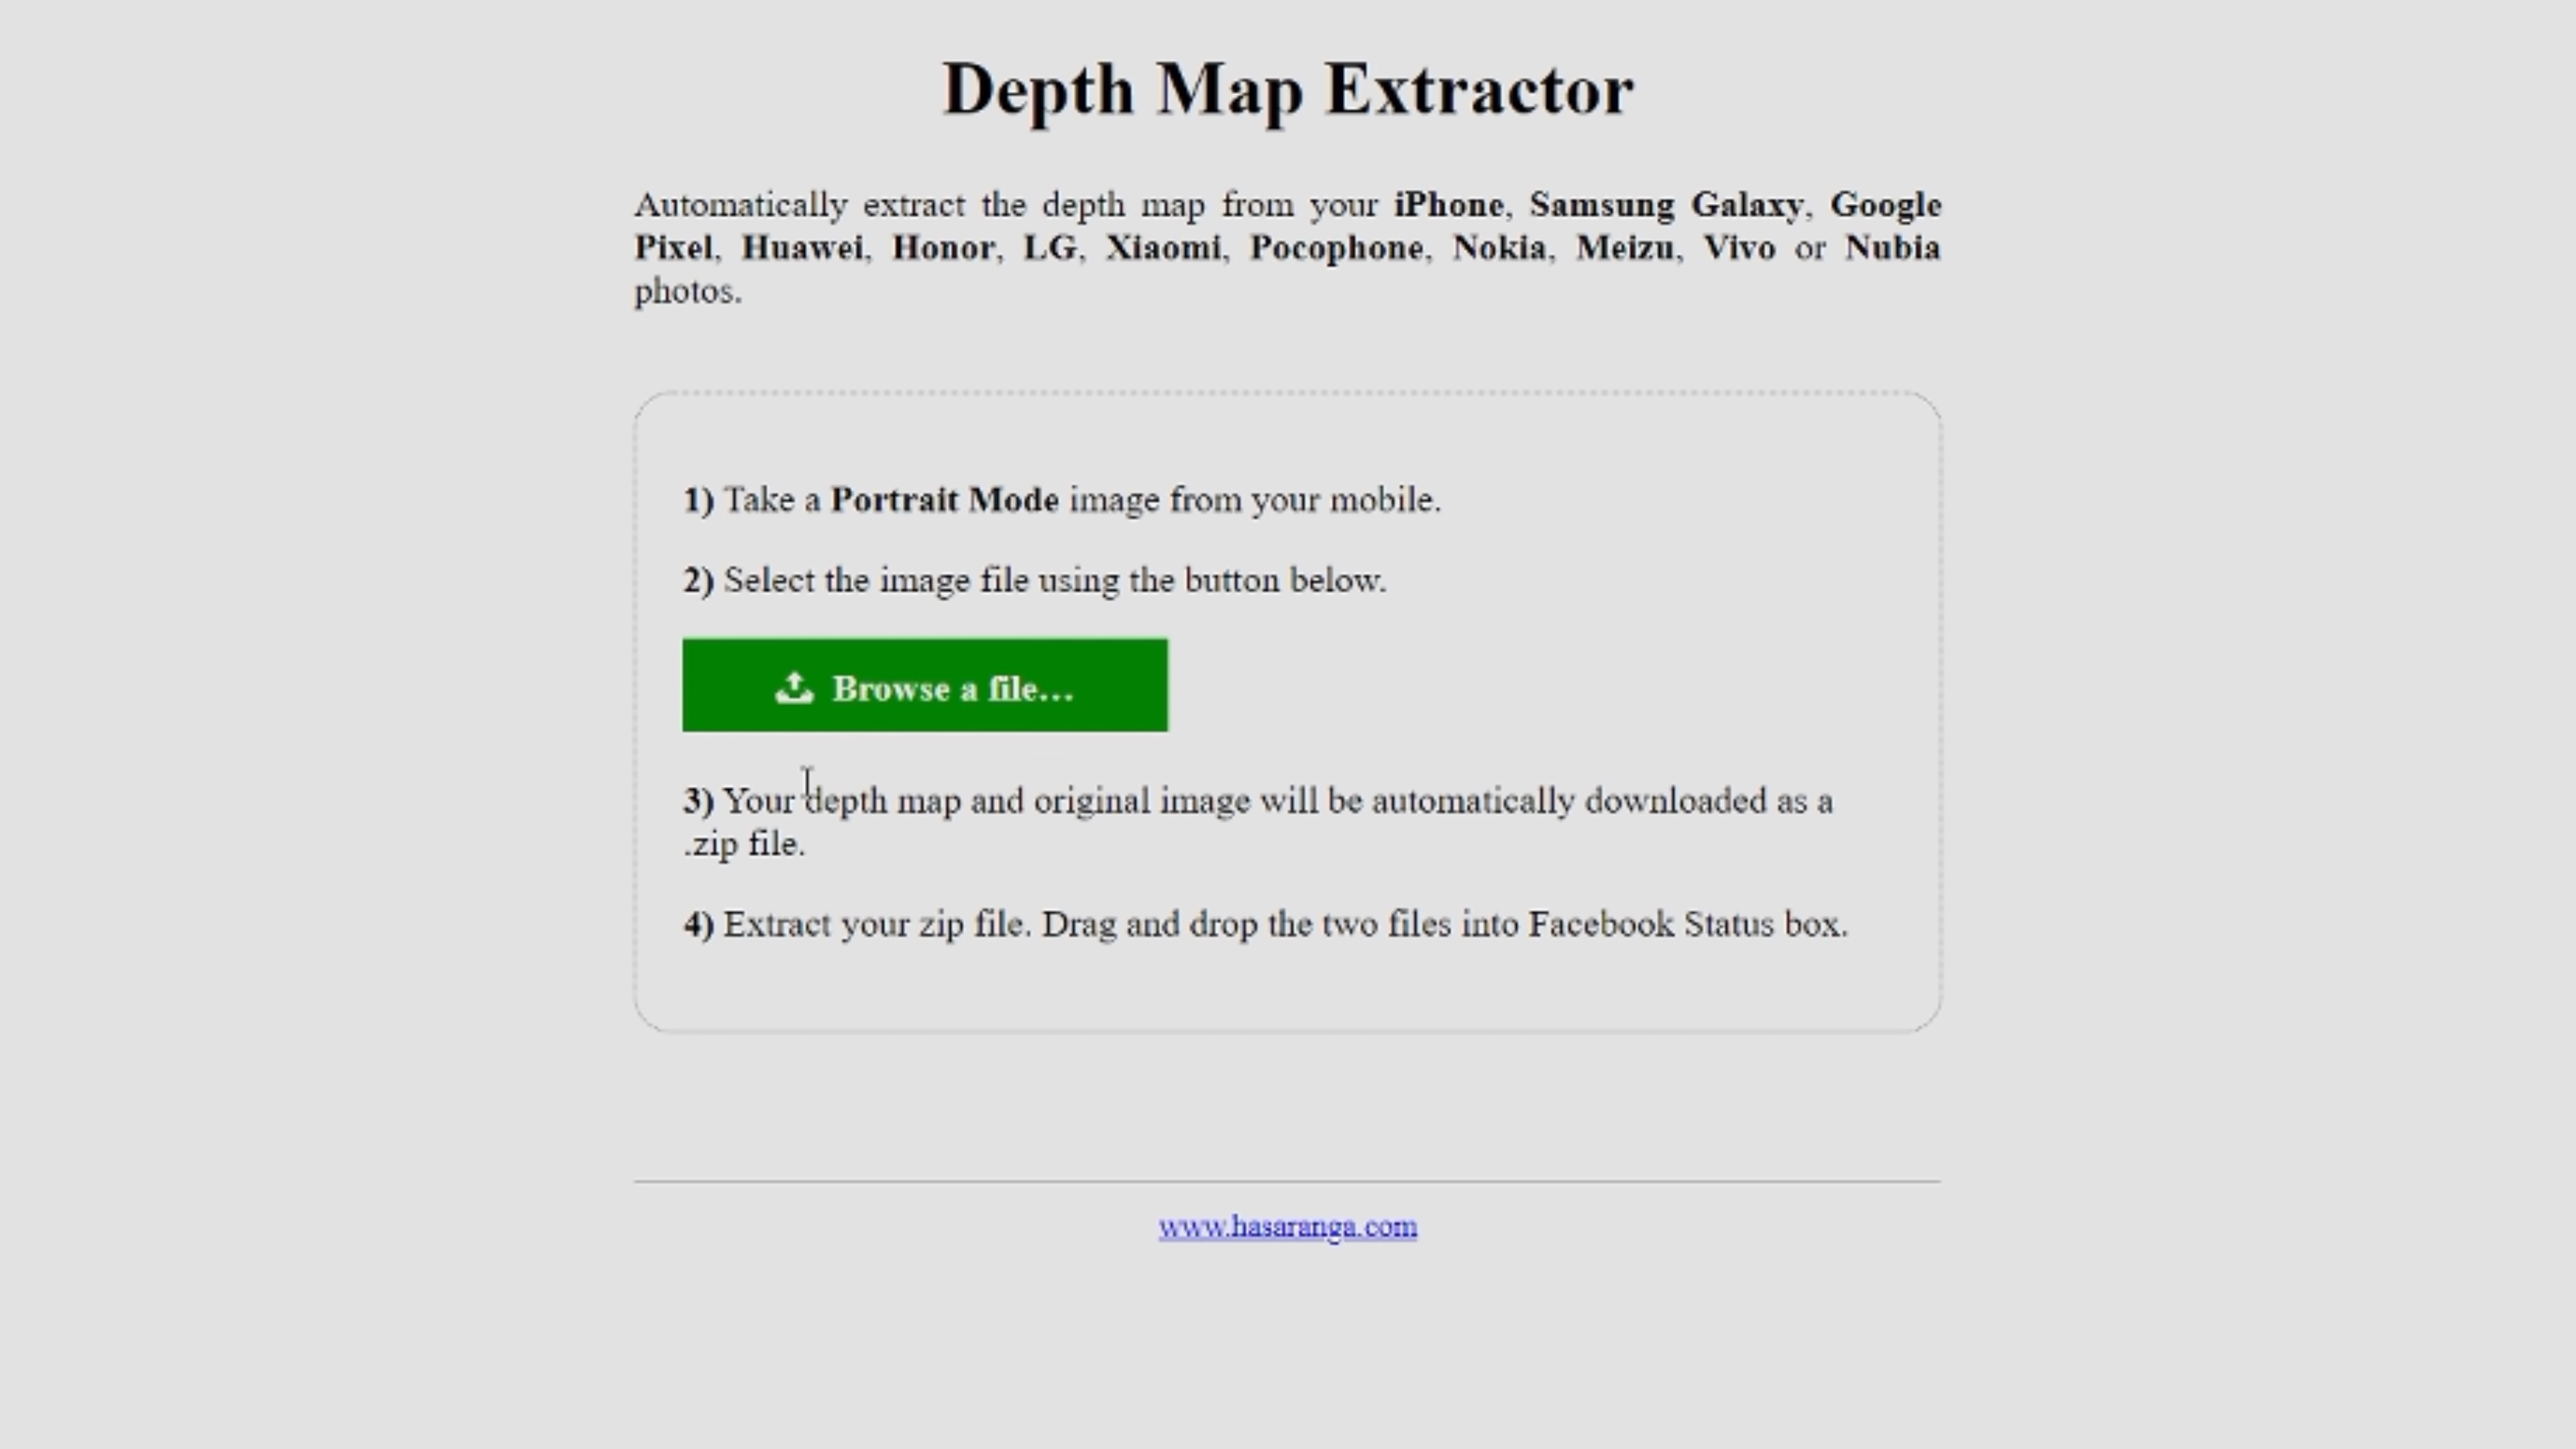 Depth Map Extractor
Automatically extract the depth map from your iPhone, Samsung Galaxy, Google
Pixel, Huawei, Honor, LG, Xiaomi, Pocophone, Nokia, Meizu, Vivo or Nubia
photos.
1) Take a Portrait Mode image from your mobile.
2) Select the image file using the button below.
Browse a file...
3) Your depth map and original image will be automatically downloaded as a
.zip file.
4) Extract your zip file. Drag and drop the two files into Facebook Status box.
www.hasaranga.com